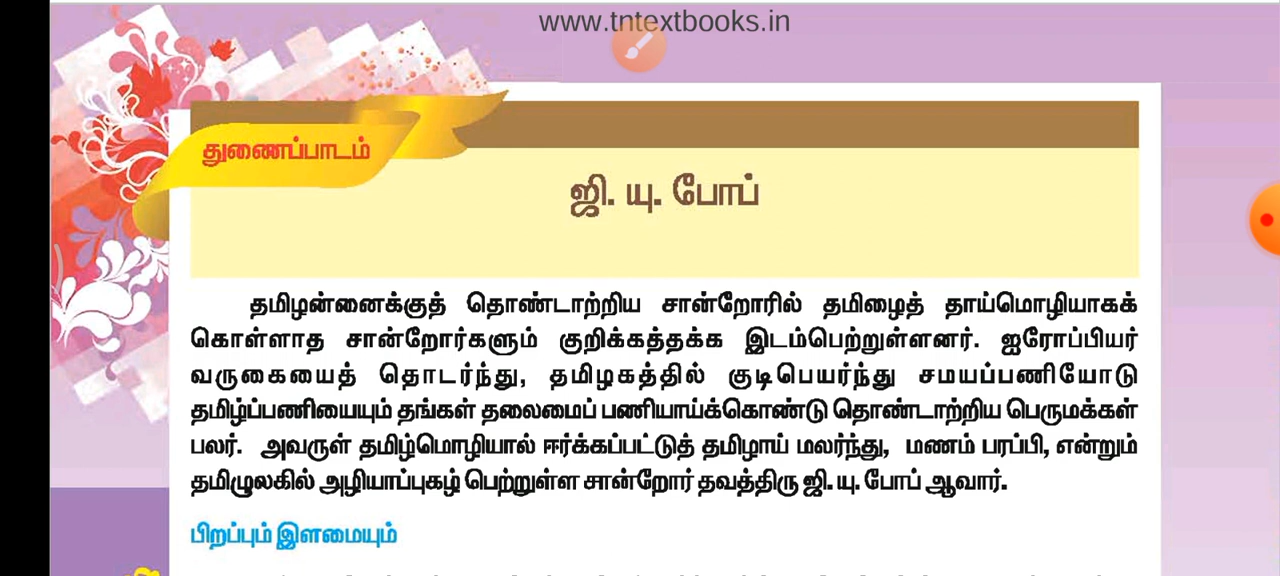 www.tntextbooks.in
துணைப்பாடம்
ஜி. யு. போப்
தமிழன்னைக்குத் தொண்டாற்றிய சான்றோரில் தமிழைத் தாய்மொழியாகக்
கொள்ளாத சான்றோர்களும் குறிக்கத்தக்க இடம்பெற்றுள்ளனர். ஐரோப்பியர்
வருகையைத் தொடர்ந்து, தமிழகத்தில் குடிபெயர்ந்து சமயப்பணியோடு
தமிழ்ப்பணியையும் தங்கள் தலைமைப் பணியாய்க்கொண்டு தொண்டாற்றிய பெருமக்கள்
பலர். அவருள் தமிழ்மொழியால் ஈர்க்கப்பட்டுத் தமிழாய் மலர்ந்து, மணம் பரப்பி, என்றும்
தமிழுலகில் அழியாப்புகழ் பெற்றுள்ள சான்றோர் தவத்திரு ஜி. யு. போப் ஆவார்.
பிறப்பும் இளமையும்